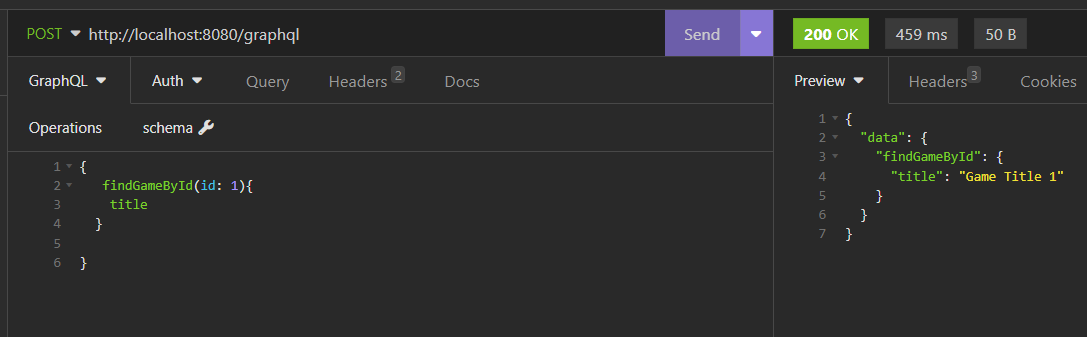 POST http://localhost:8080/graphql Send 200 OK 459 ms 50 B
GraphQL Auth Query Headers 2 Docs Preview Headers 3 Cookies
Operations schema
1 {
2 findGameById(id: 1){
3 title
4 }
5
6 }
1 {
2 "data": {
3 "findGameById": {
4 "title": "Game Title 1"
5 }
6 }
7 }